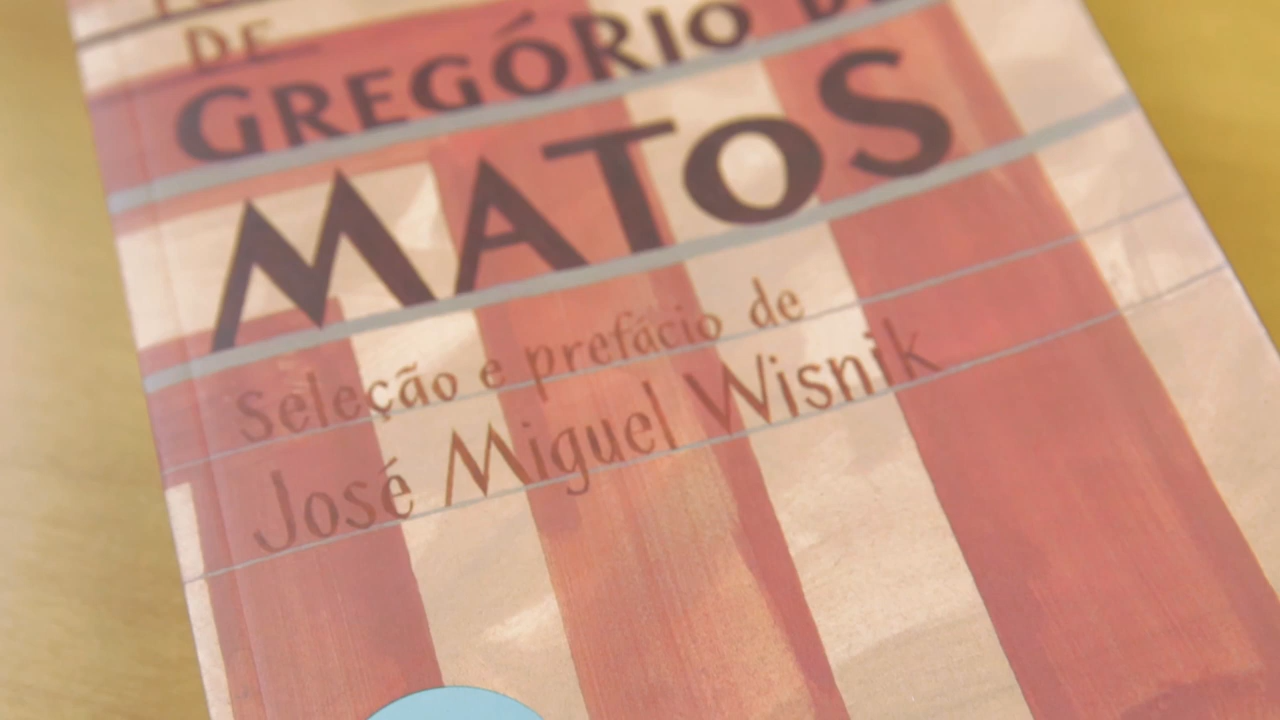 DE
GREGÓRIO
MATOS
Seleção e prefácio de
José Miguel Wisnik